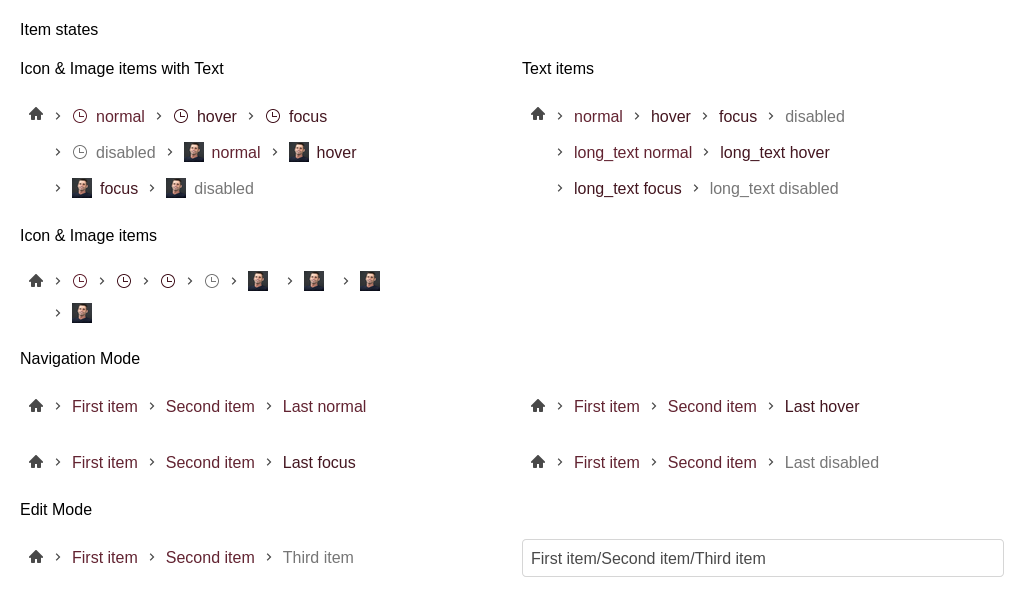 Item states
Icon & Image items with Text
normal hover focus
disabled normal hover
focus disabled
Text items
normal hover focus disabled
long_text normal long_text hover
long_text focus long_text disabled
Icon & Image items
Navigation Mode
First item Second item Last normal
First item Second item Last hover
First item Second item Last focus
First item Second item Last disabled
Edit Mode
First item Second item Third item
First item/Second item/Third item